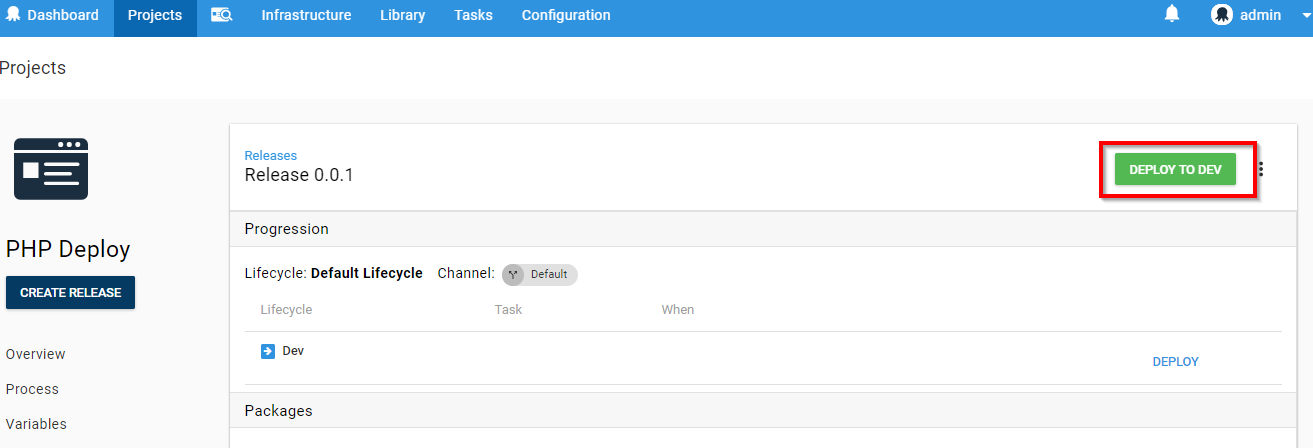 Dashboard Projects Infrastructure Library Tasks Configuration admin
Projects
PHP Deploy
CREATE RELEASE
Overview
Process
Variables
Releases
Release 0.0.1
DEPLOY TO DEV
Progression
Lifecycle: Default Lifecycle Channel: Default
Lifecycle Task When
Dev
DEPLOY
Packages